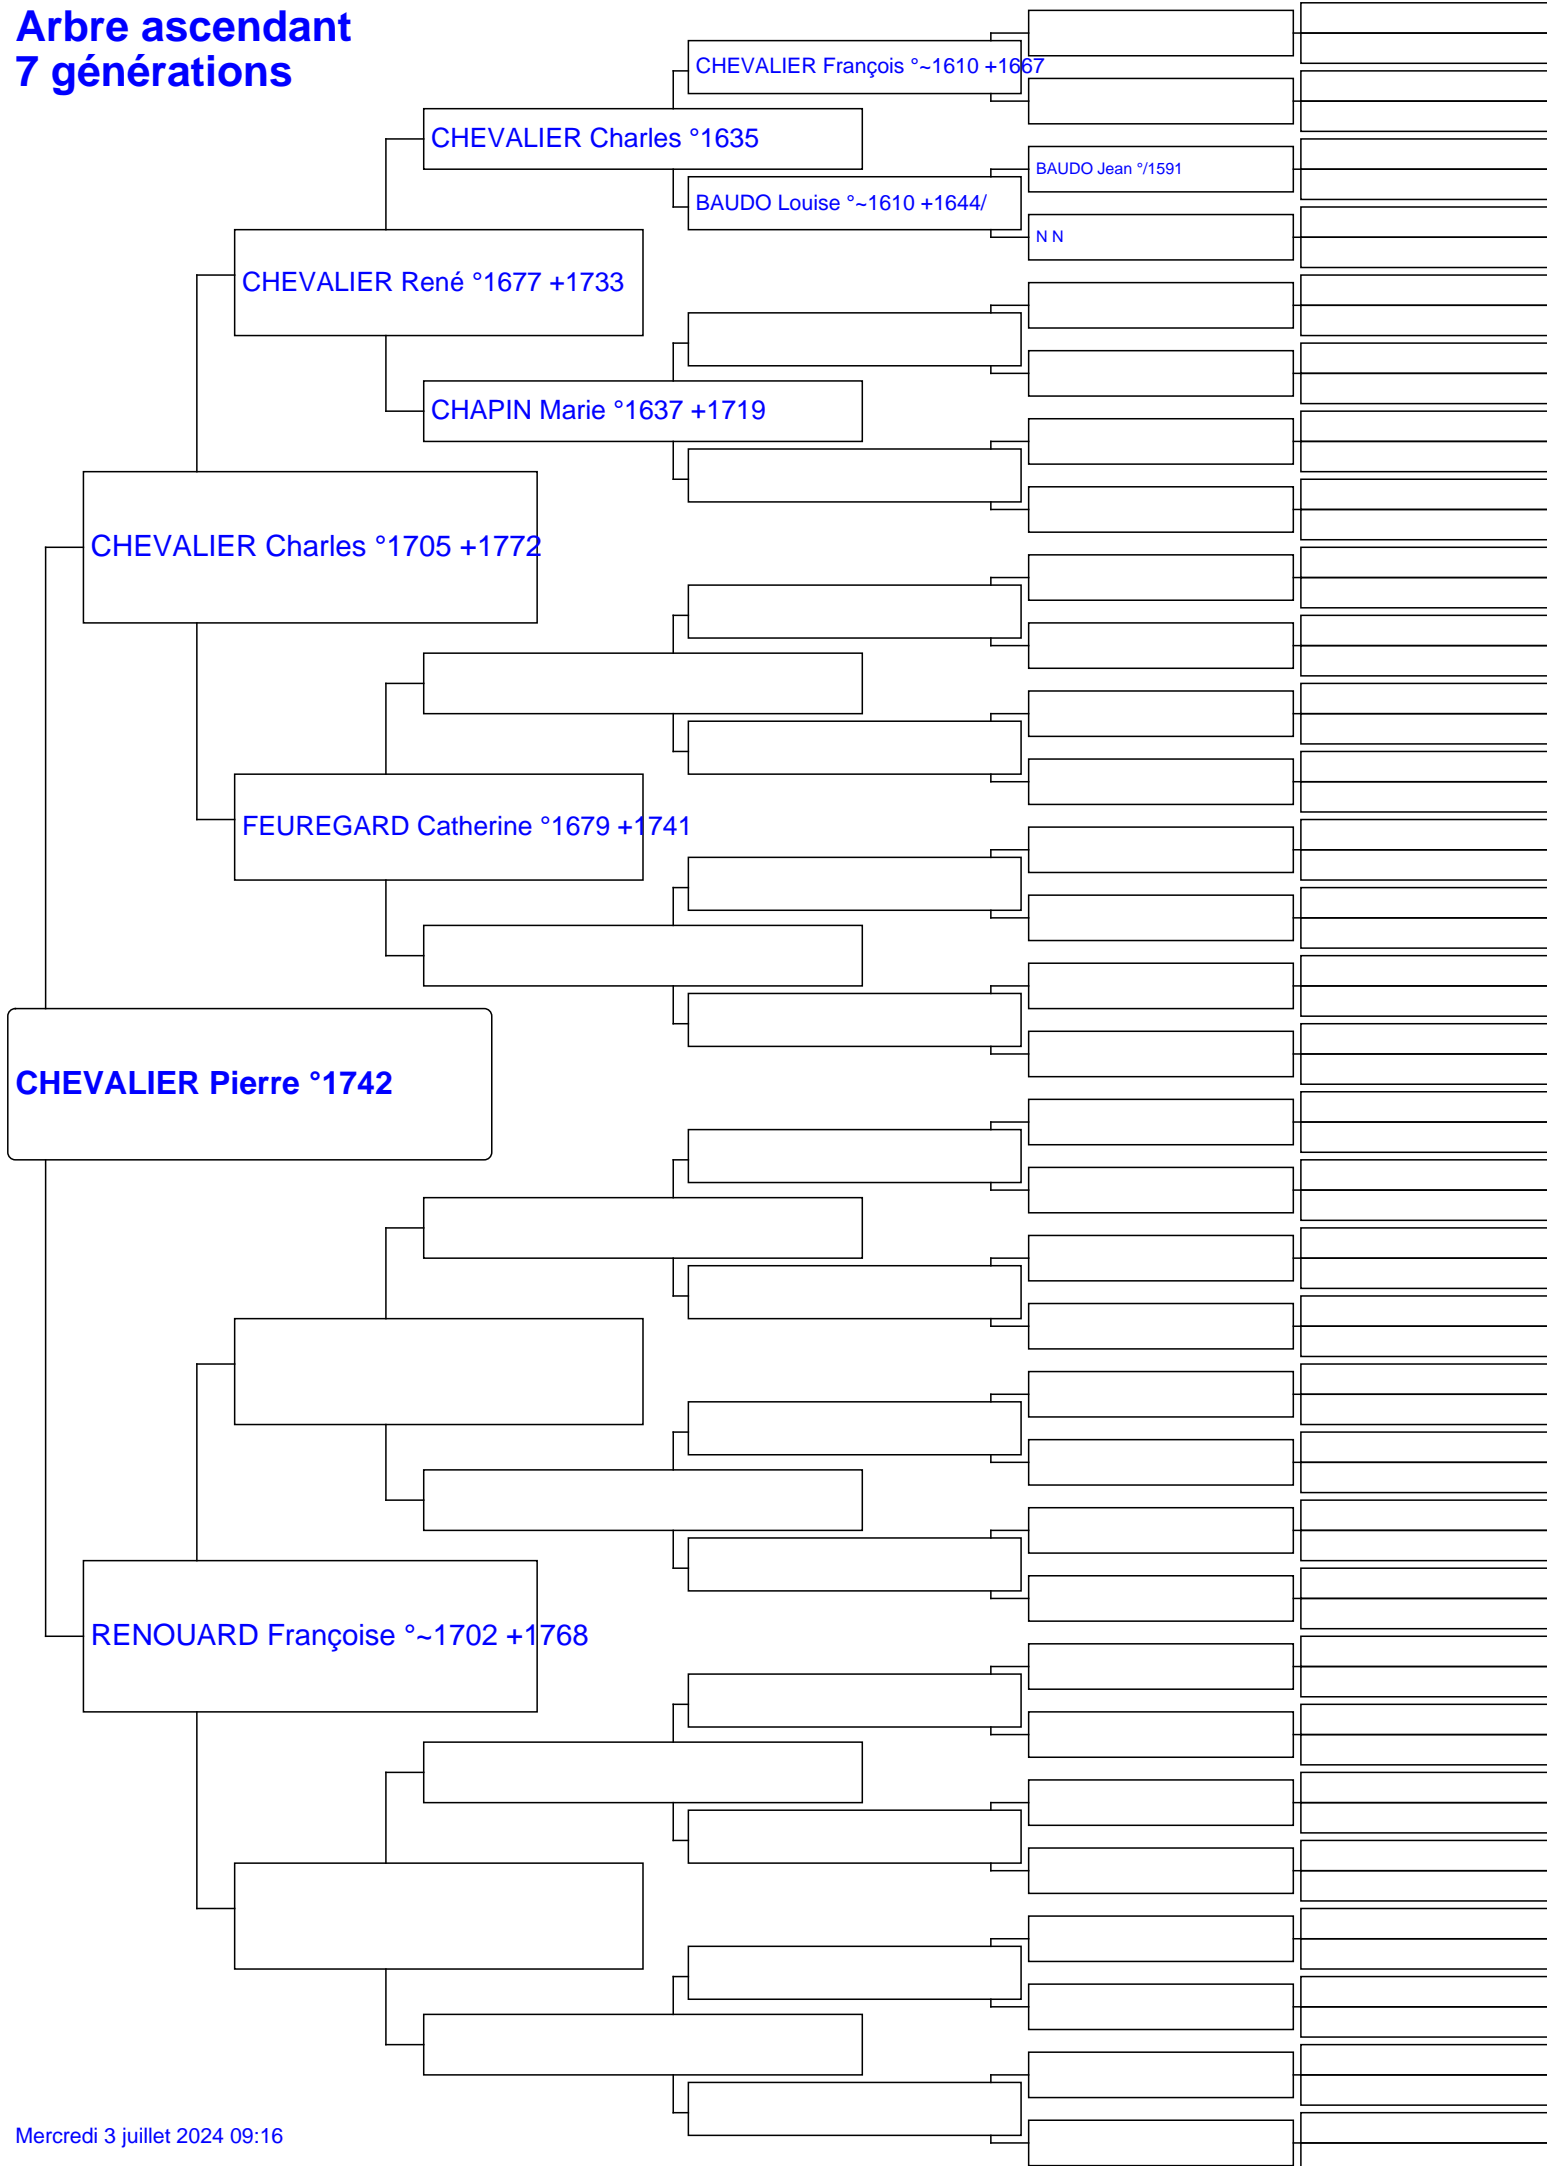 Arbre ascendant
7 générations
CHEVALIER François °~1610 +1667
CHEVALIER Charles °1635
BAUDO Jean °/1591
BAUDO Louise °~1610 +1644/
N N
CHEVALIER René °1677 +1733
CHAPIN Marie °1637 +1719
CHEVALIER Charles °1705 +1772
FEUREGARD Catherine °1679 +1741
CHEVALIER Pierre °1742
RENOUARD Françoise °~1702 +1768
Mercredi 3 juillet 2024 09:16